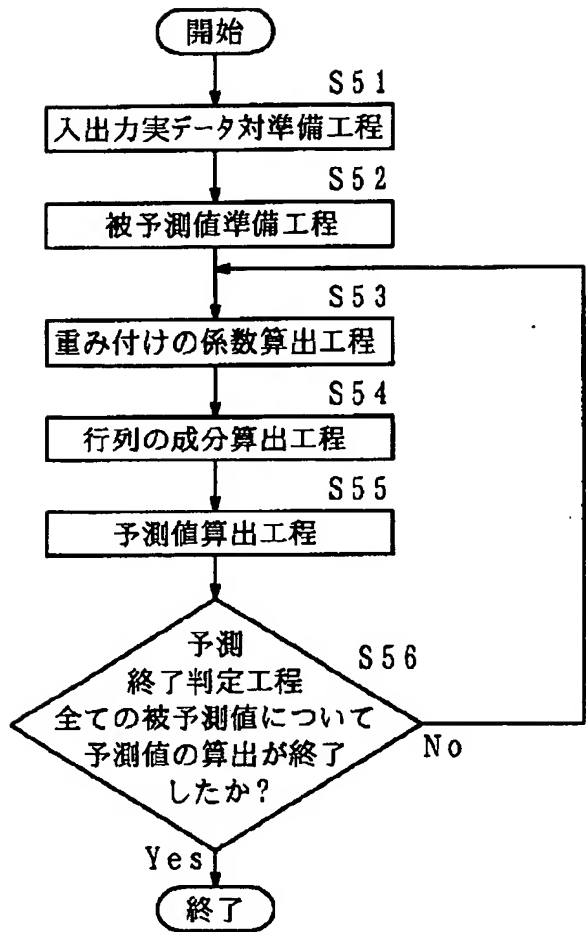 開始
S51
入出力実データ対準備工程
S52
被予測値準備工程
S53
重み付けの係数算出工程
S54
行列の成分算出工程
S55
予測値算出工程
予測
S56
終了判定工程
全ての被予測値について
予測値の算出が終了
したか?
No
Yes
終了